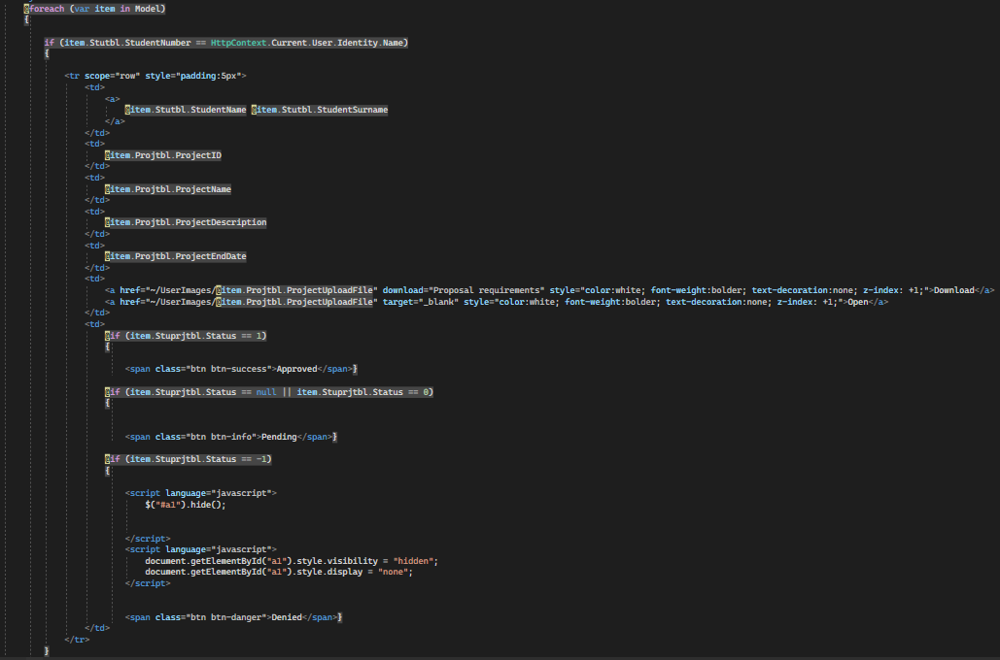 @foreach (var item in Model)
{
if (item.Stutbl.StudentNumber == HttpContext.Current.User.Identity.Name)
{
<tr scope="row" style="padding:5px">
<td>
<a>
@item.Stutbl.StudentName @item.Stutbl.StudentSurname
</a>
</td>
<td>
@item.Projtbl.ProjectID
</td>
<td>
@item.Projtbl.ProjectName
</td>
<td>
@item.Projtbl.ProjectDescription
</td>
<td>
@item.Projtbl.ProjectEndDate
</td>
<td>
<a href="~/UserImages/@item.Projtbl.ProjectUploadFile" download="Proposal requirements" style="color:white; font-weight:bolder; text-decoration:none; z-index: +1;">Download</a>
<a href="~/UserImages/@item.Projtbl.ProjectUploadFile" target="_blank" style="color:white; font-weight:bolder; text-decoration:none; z-index: +1;">Open</a>
</td>
<td>
@if (item.Stuprjtbl.Status == 1)
{
<span class="btn btn-success">Approved</span>}
@if (item.Stuprjtbl.Status == null || item.Stuprjtbl.Status == 0)
{
<span class="btn btn-info">Pending</span>}
@if (item.Stuprjtbl.Status == -1)
{
<script language="javascript">
$("#a1").hide();
</script>
<script language="javascript">
document.getElementById("a1").style.visibility = "hidden";
document.getElementById("a1").style.display = "none";
</script>
<span class="btn btn-danger">Denied</span>}
</td>
</tr>
}